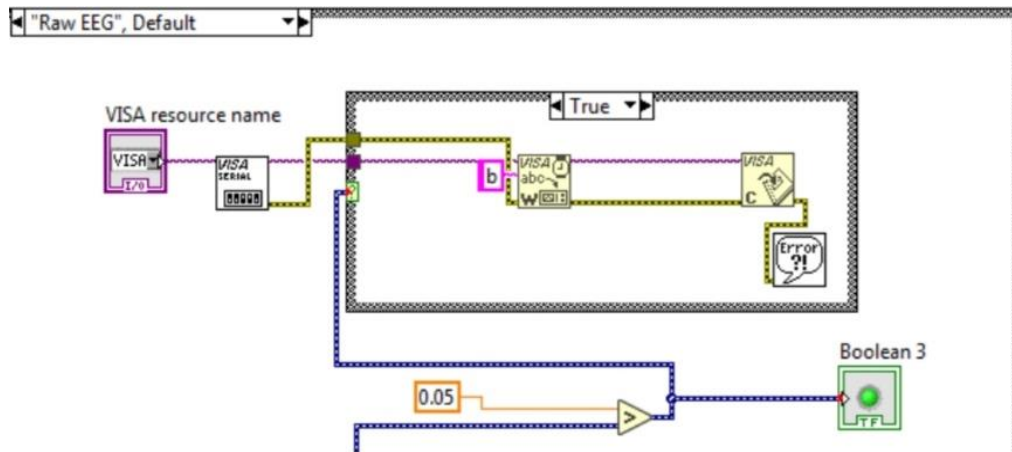 "Raw EEG", Default
True
VISA resource name
VISA
I/O
VISA
SERIAL
b
VISA
abc
W
VISA
C
Error
?!
Boolean 3
0.05
>
TF